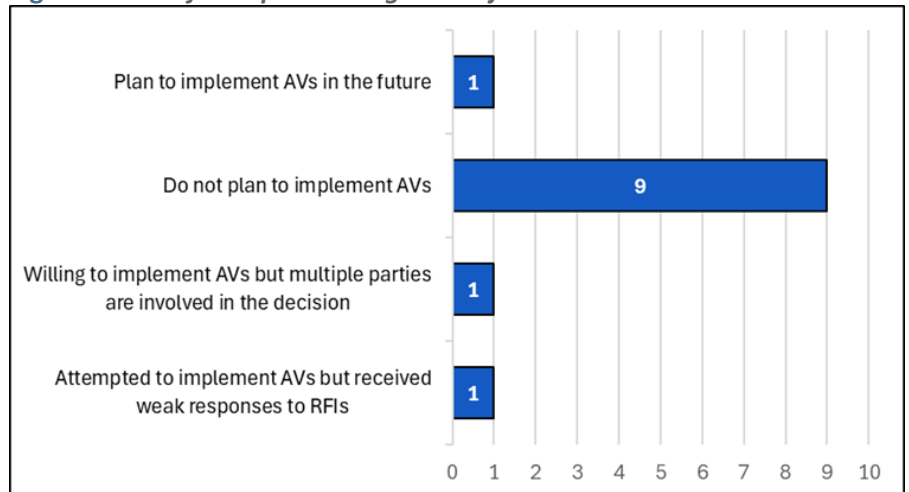 Plan to implement AVs in the future
1
Do not plan to implement AVs
9
Willing to implement AVs but multiple parties
are involved in the decision
1
Attempted to implement AVs but received
weak responses to RFIs
1
0 1 2 3 4 5 6 7 8 9 10